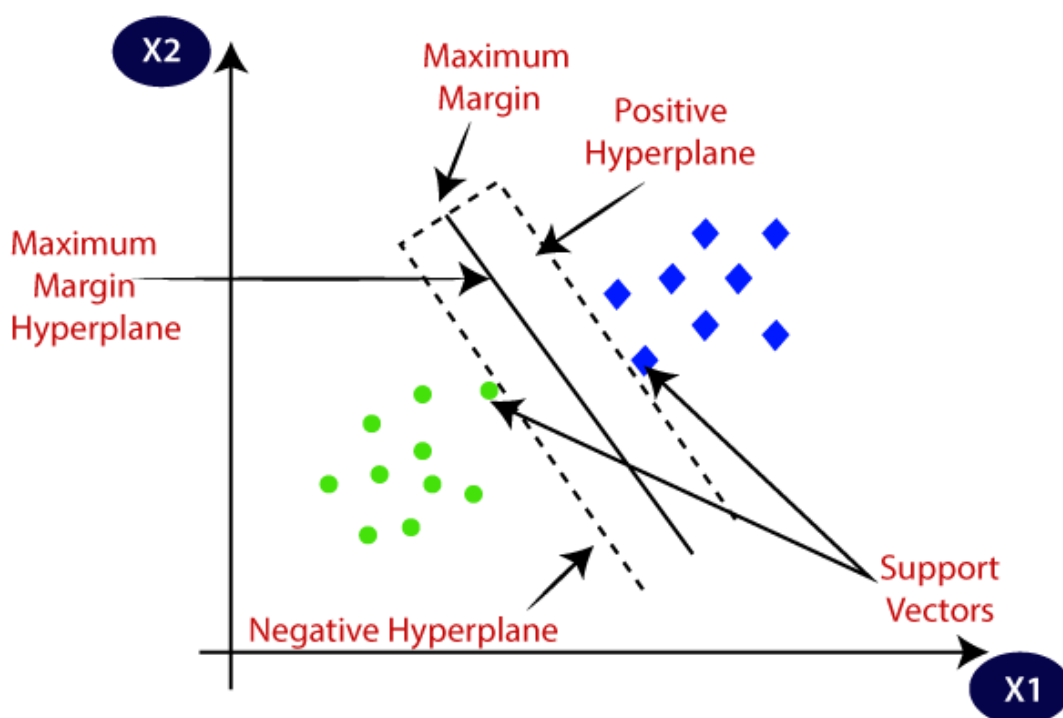 X2
Maximum
Margin
Positive
Hyperplane
Maximum
Margin
Hyperplane
Support
Vectors
Negative Hyperplane
X1